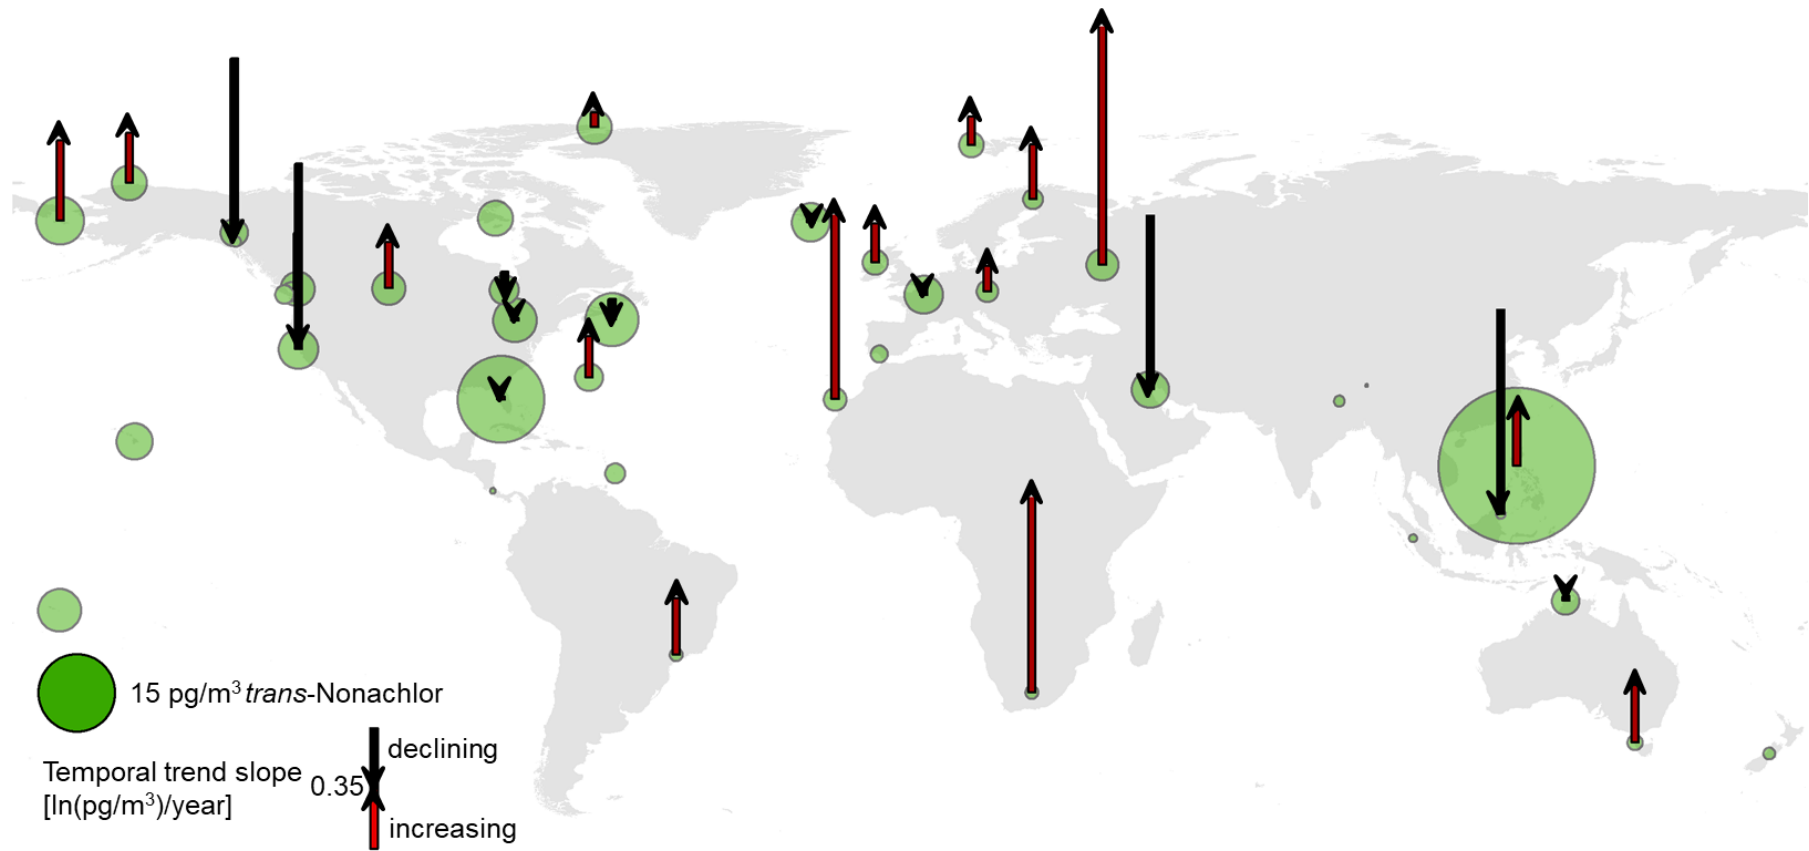 15 pg/m³ trans-Nonachlor
declining
Temporal trend slope
0.35
[ln(pg/m³)/year]
increasing